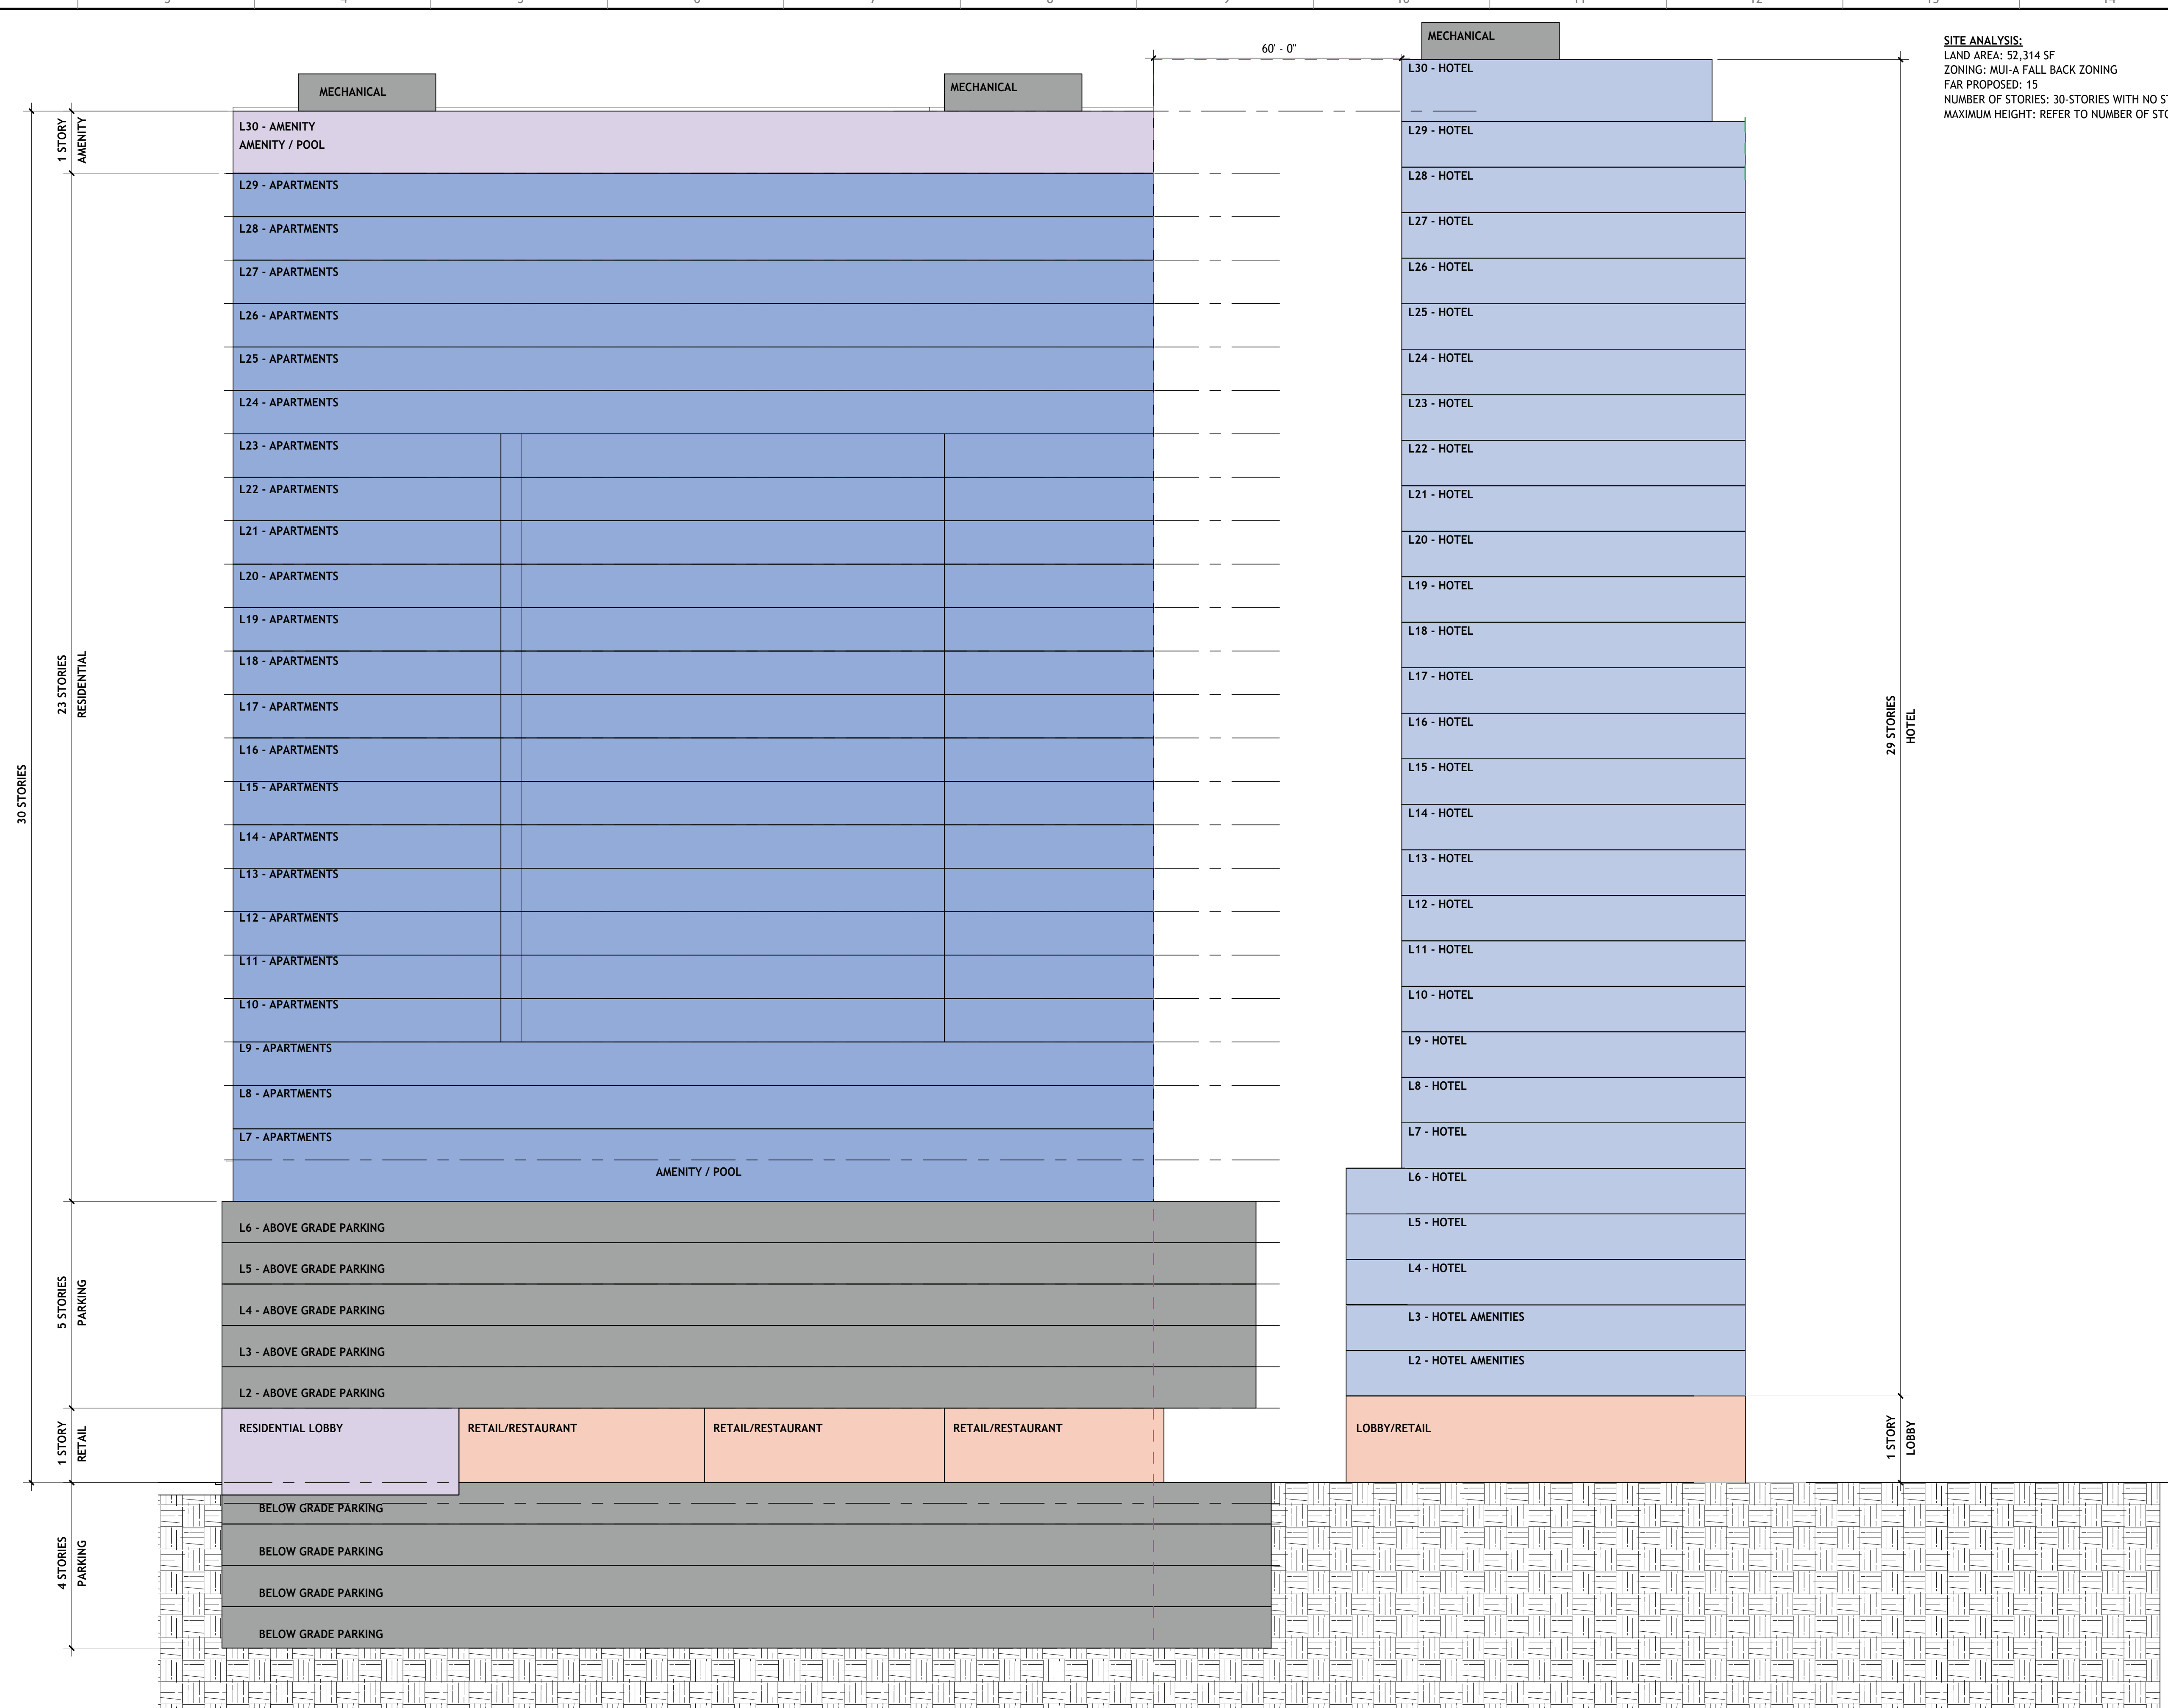 MECHANICAL
60' - 0"
MECHANICAL
MECHANICAL
SITE ANALYSIS:
LAND AREA: 52,314 SF
ZONING: MUI-A FALL BACK ZONING
FAR PROPOSED: 15
NUMBER OF STORIES: 30-STORIES WITH NO
MAXIMUM HEIGHT: REFER TO NUMBER OF
30 STORIES
1 STORY
AMENITY
23 STORIES
RESIDENTIAL
5 STORIES
PARKING
1 STORY
RETAIL
4 STORIES
PARKING
L30 - AMENITY
AMENITY / POOL
L29 - APARTMENTS
L28 - APARTMENTS
L27 - APARTMENTS
L26 - APARTMENTS
L25 - APARTMENTS
L24 - APARTMENTS
L23 - APARTMENTS
L22 - APARTMENTS
L21 - APARTMENTS
L20 - APARTMENTS
L19 - APARTMENTS
L18 - APARTMENTS
L17 - APARTMENTS
L16 - APARTMENTS
L15 - APARTMENTS
L14 - APARTMENTS
L13 - APARTMENTS
L12 - APARTMENTS
L11 - APARTMENTS
L10 - APARTMENTS
L9 - APARTMENTS
L8 - APARTMENTS
L7 - APARTMENTS
AMENITY / POOL
L6 - ABOVE GRADE PARKING
L5 - ABOVE GRADE PARKING
L4 - ABOVE GRADE PARKING
L3 - ABOVE GRADE PARKING
L2 - ABOVE GRADE PARKING
RESIDENTIAL LOBBY
RETAIL/RESTAURANT
RETAIL/RESTAURANT
RETAIL/RESTAURANT
BELOW GRADE PARKING
BELOW GRADE PARKING
BELOW GRADE PARKING
BELOW GRADE PARKING
L30 - HOTEL
L29 - HOTEL
L28 - HOTEL
L27 - HOTEL
L26 - HOTEL
L25 - HOTEL
L24 - HOTEL
L23 - HOTEL
L22 - HOTEL
L21 - HOTEL
L20 - HOTEL
L19 - HOTEL
L18 - HOTEL
L17 - HOTEL
L16 - HOTEL
L15 - HOTEL
L14 - HOTEL
L13 - HOTEL
L12 - HOTEL
L11 - HOTEL
L10 - HOTEL
L9 - HOTEL
L8 - HOTEL
L7 - HOTEL
L6 - HOTEL
L5 - HOTEL
L4 - HOTEL
L3 - HOTEL AMENITIES
L2 - HOTEL AMENITIES
LOBBY/RETAIL
29 STORIES
HOTEL
1 STORY
LOBBY